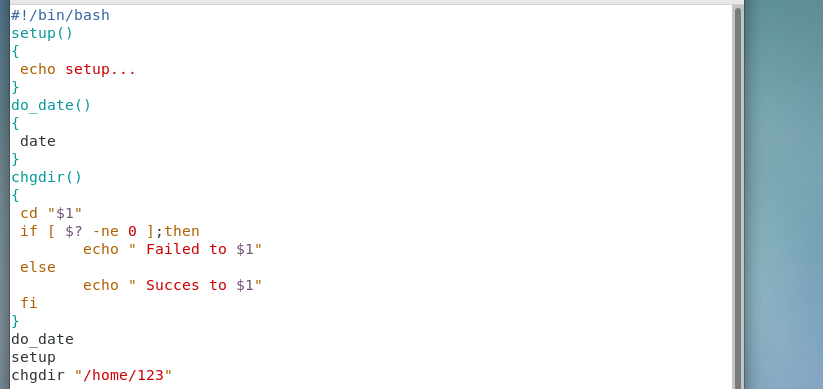 #!/bin/bash
setup()
{
 echo setup...
}
do_date()
{
 date
}
chgdir()
{
 cd "$1"
 if [ $? -ne 0 ];then
        echo " Failed to $1"
 else
        echo " Succes to $1"
 fi
}
do_date
setup
chgdir "/home/123"